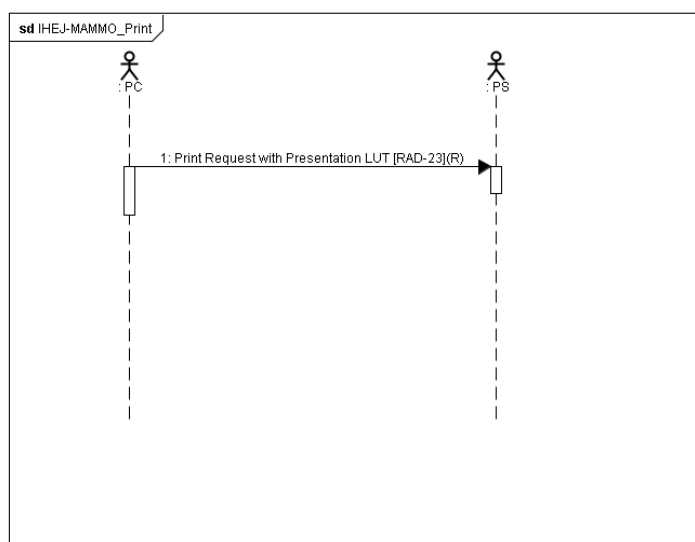 sd IHEJ-MAMMO_Print
: PC
: PS
1: Print Request with Presentation LUT [RAD-23](R)